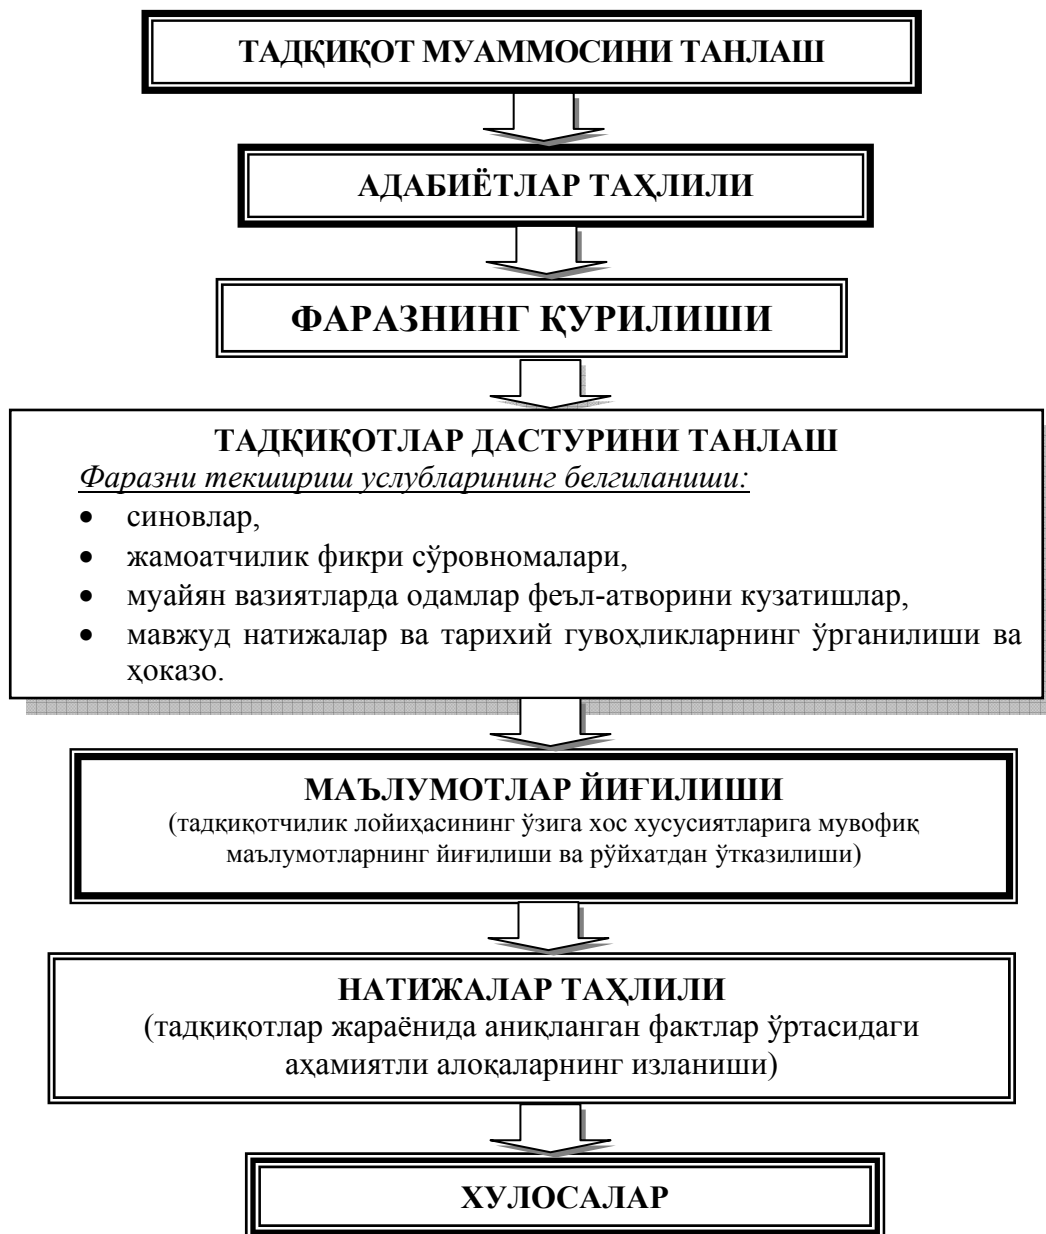 ТАДҚИҚОТ МУАММОСИНИ ТАНЛАШ
АДАБИЁТЛАР ТАҲЛИЛИ
ФАРАЗНИНГ ҚУРИЛИШИ
ТАДҚИҚОТЛАР ДАСТУРИНИ ТАНЛАШ
Фаразни текшириш услубларининг белгиланиши:
• синовлар,
• жамоатчилик фикри сўровномалари,
• муайян вазиятларда одамлар феъл-атворини кузатишлар,
• мавжуд натижалар ва тарихий гувоҳликларнинг ўрганилиши ва
ҳоказо.
МАЪЛУМОТЛАР ЙИҒИЛИШИ
(тадқиқотчилик лойиҳасининг ўзига хос хусусиятларига мувофиқ
маълумотларнинг йиғилиши ва рўйхатдан ўтказилиши)
НАТИЖАЛАР ТАҲЛИЛИ
(тадқиқотлар жараёнида аниқланган фактлар ўртасидаги
аҳамиятли алоқаларнинг изланиши)
ХУЛОСАЛАР